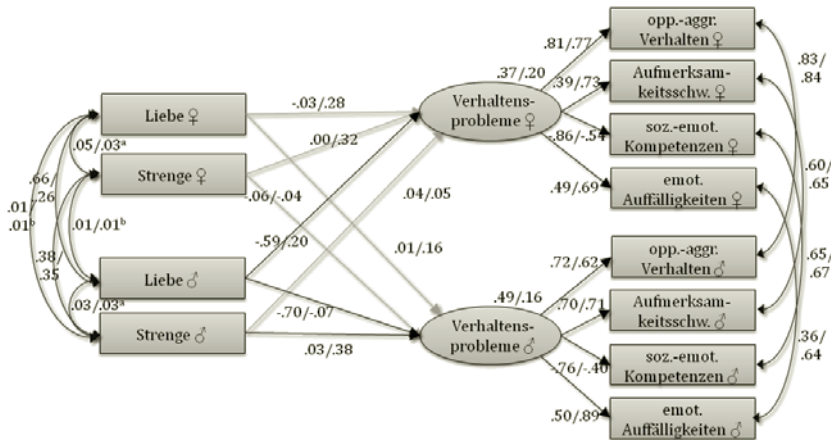 opp.-aggr.
Verhalten ♀
.81/.77
.83/
.84
.37/.20
.39/.73
Aufmerksam-
keitsschw. ♀
Verhaltens-
probleme ♀
-.03/.28
Liebe ♀
.00/.32
-.86/-.54
soz.-emot.
Kompetenzen ♀
.05/.03ᵃ
Strenge ♀
-.06/-.04
.04/.05
.49/.69
emot.
Auffälligkeiten ♀
.60/
.65
.66/
.26
.01/
.01ᵇ
.01/.01ᵇ
-.59/.20
.01/.16
.72/.62
opp.-aggr.
Verhalten ♂
.65/
.67
.38/
.35
Liebe ♂
.49/.16
.70/.71
Aufmerksam-
keitsschw. ♂
.03/.03ᵃ
-.70/-.07
Strenge ♂
.03/.38
Verhaltens-
probleme ♂
-.76/-.40
soz.-emot.
Kompetenzen ♂
.36/
.64
.50/.89
emot.
Auffälligkeiten ♂